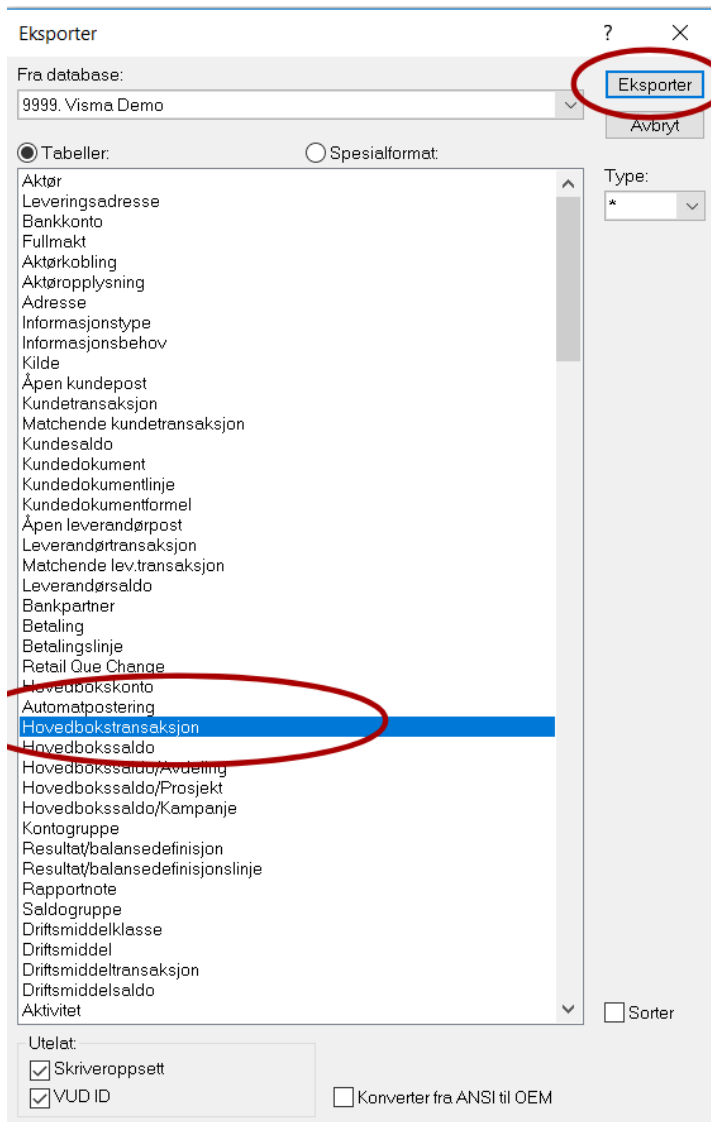 Eksporter
?
Fra database:
Eksporter
9999. Visma Demo
Avbryt
Tabeller:
Spesialformat:
Type:
*
Aktør
Leveringsadresse
Bankkonto
Fullmakt
Aktørkobling
Aktøropplysning
Adresse
Informasjonstype
Informasjonsbehov
Kilde
Åpen kundepost
Kundetransaksjon
Matchende kundetransaksjon
Kundesaldo
Kundedokument
Kundedokumentlinje
Kundedokumentformel
Åpen leverandørpost
Leverandørtransaksjon
Matchende lev.transaksjon
Leverandørsaldo
Bankpartner
Betaling
Betalingslinje
Retail Que Change
Hovedbokskonto
Automatpostering
Hovedbokstransaksjon
Hovedbokssaldo
Hovedbokssaldo/Avdeling
Hovedbokssaldo/Prosjekt
Hovedbokssaldo/Kampanje
Kontogruppe
Resultat/balansedefinisjon
Resultat/balansedefinisjonslinje
Rapportnote
Saldogruppe
Driftsmiddelklasse
Driftsmiddel
Driftsmiddeltransaksjon
Driftsmiddelsaldo
Aktivitet
Sorter
Utelat:
Skriveroppsett
VUD ID
Konverter fra ANSI til OEM